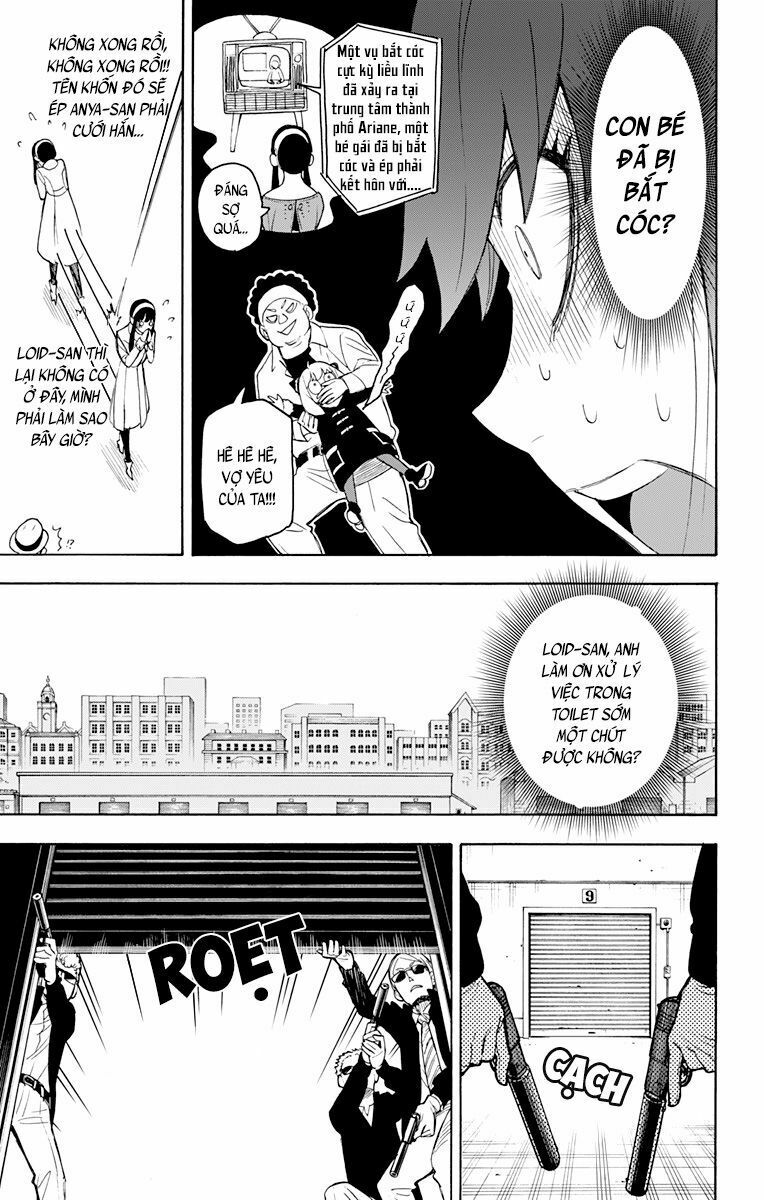 CON BÉ
ĐÃ BỊ
BẮT
CÓC?
Một vụ bắt cóc
cực kỳ liều lĩnh
đã xảy ra tại
trung tâm thành
phố Ariane, một
bé gái đã bị bắt
cóc và ép phải
kết hôn với....
ĐÁNG
SỢ
QUÁ...
Ư Ư Ư
HÊ HÊ HÊ,
VỢ YÊU
CỦA TA!!!
KHÔNG XONG RỒI,
KHÔNG XONG RỒI!!
TÊN KHỐN ĐÓ SẼ
ÉP ANYA-SAN PHẢI
CƯỚI HẮN...
LOID-SAN THÌ
LẠI KHÔNG CÓ
Ở ĐÂY, MÌNH
PHẢI LÀM SAO
BÂY GIỜ?
!?
LOID-SAN, ANH
LÀM ƠN XỬ LÝ
VIỆC TRONG
TOILET SỚM
MỘT CHÚT
ĐƯỢC KHÔNG?
9
CẠCH
ROẸT